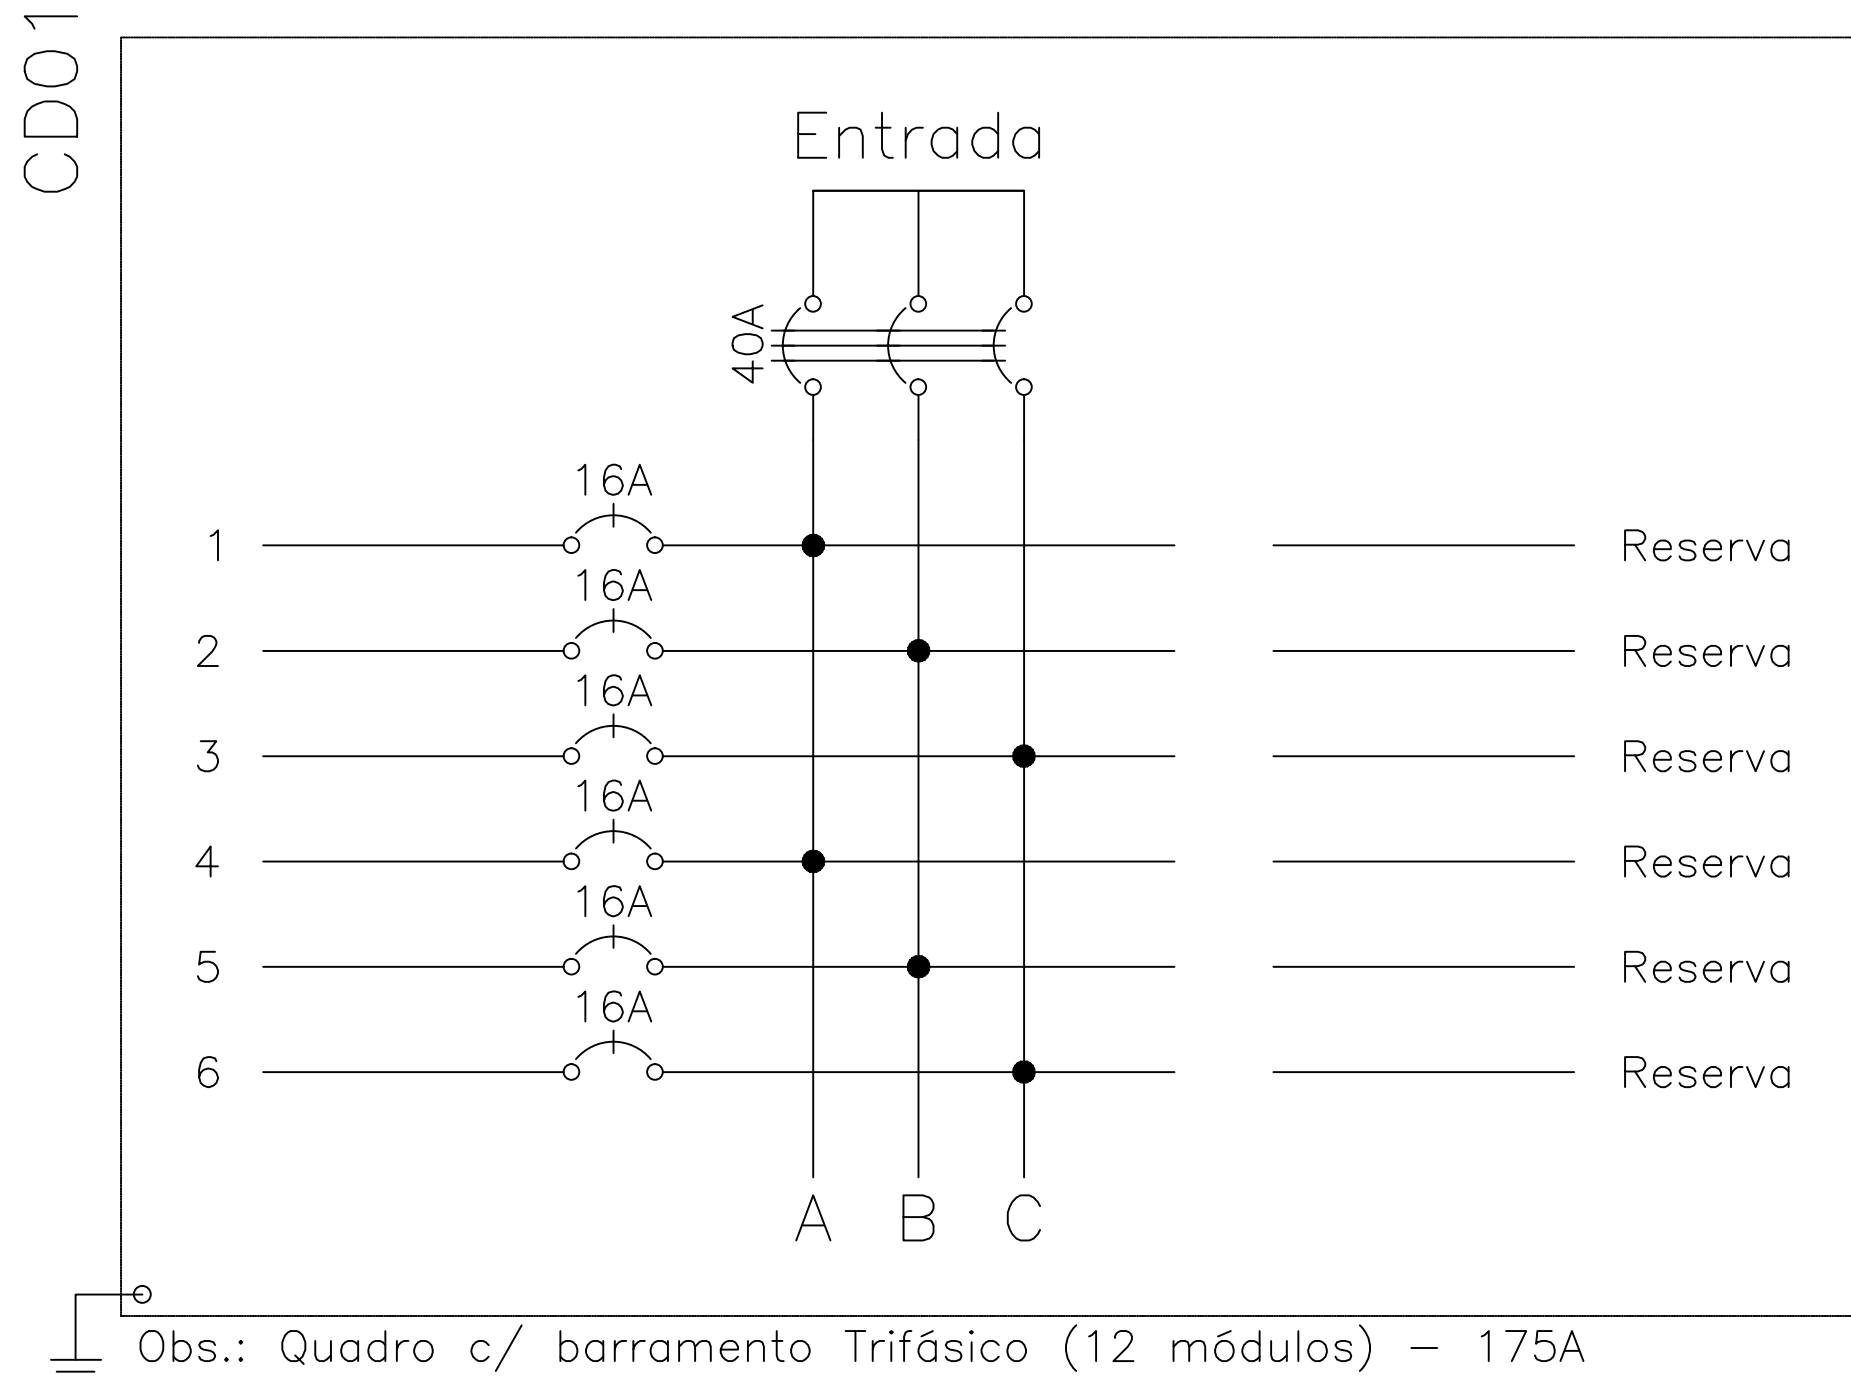 CD01
Entrada
40A
16A
1 Reserva
16A
2 Reserva
16A
3 Reserva
16A
4 Reserva
16A
5 Reserva
16A
6 Reserva
A B C
Obs.: Quadro c/ barramento Trifásico (12 módulos) – 175A